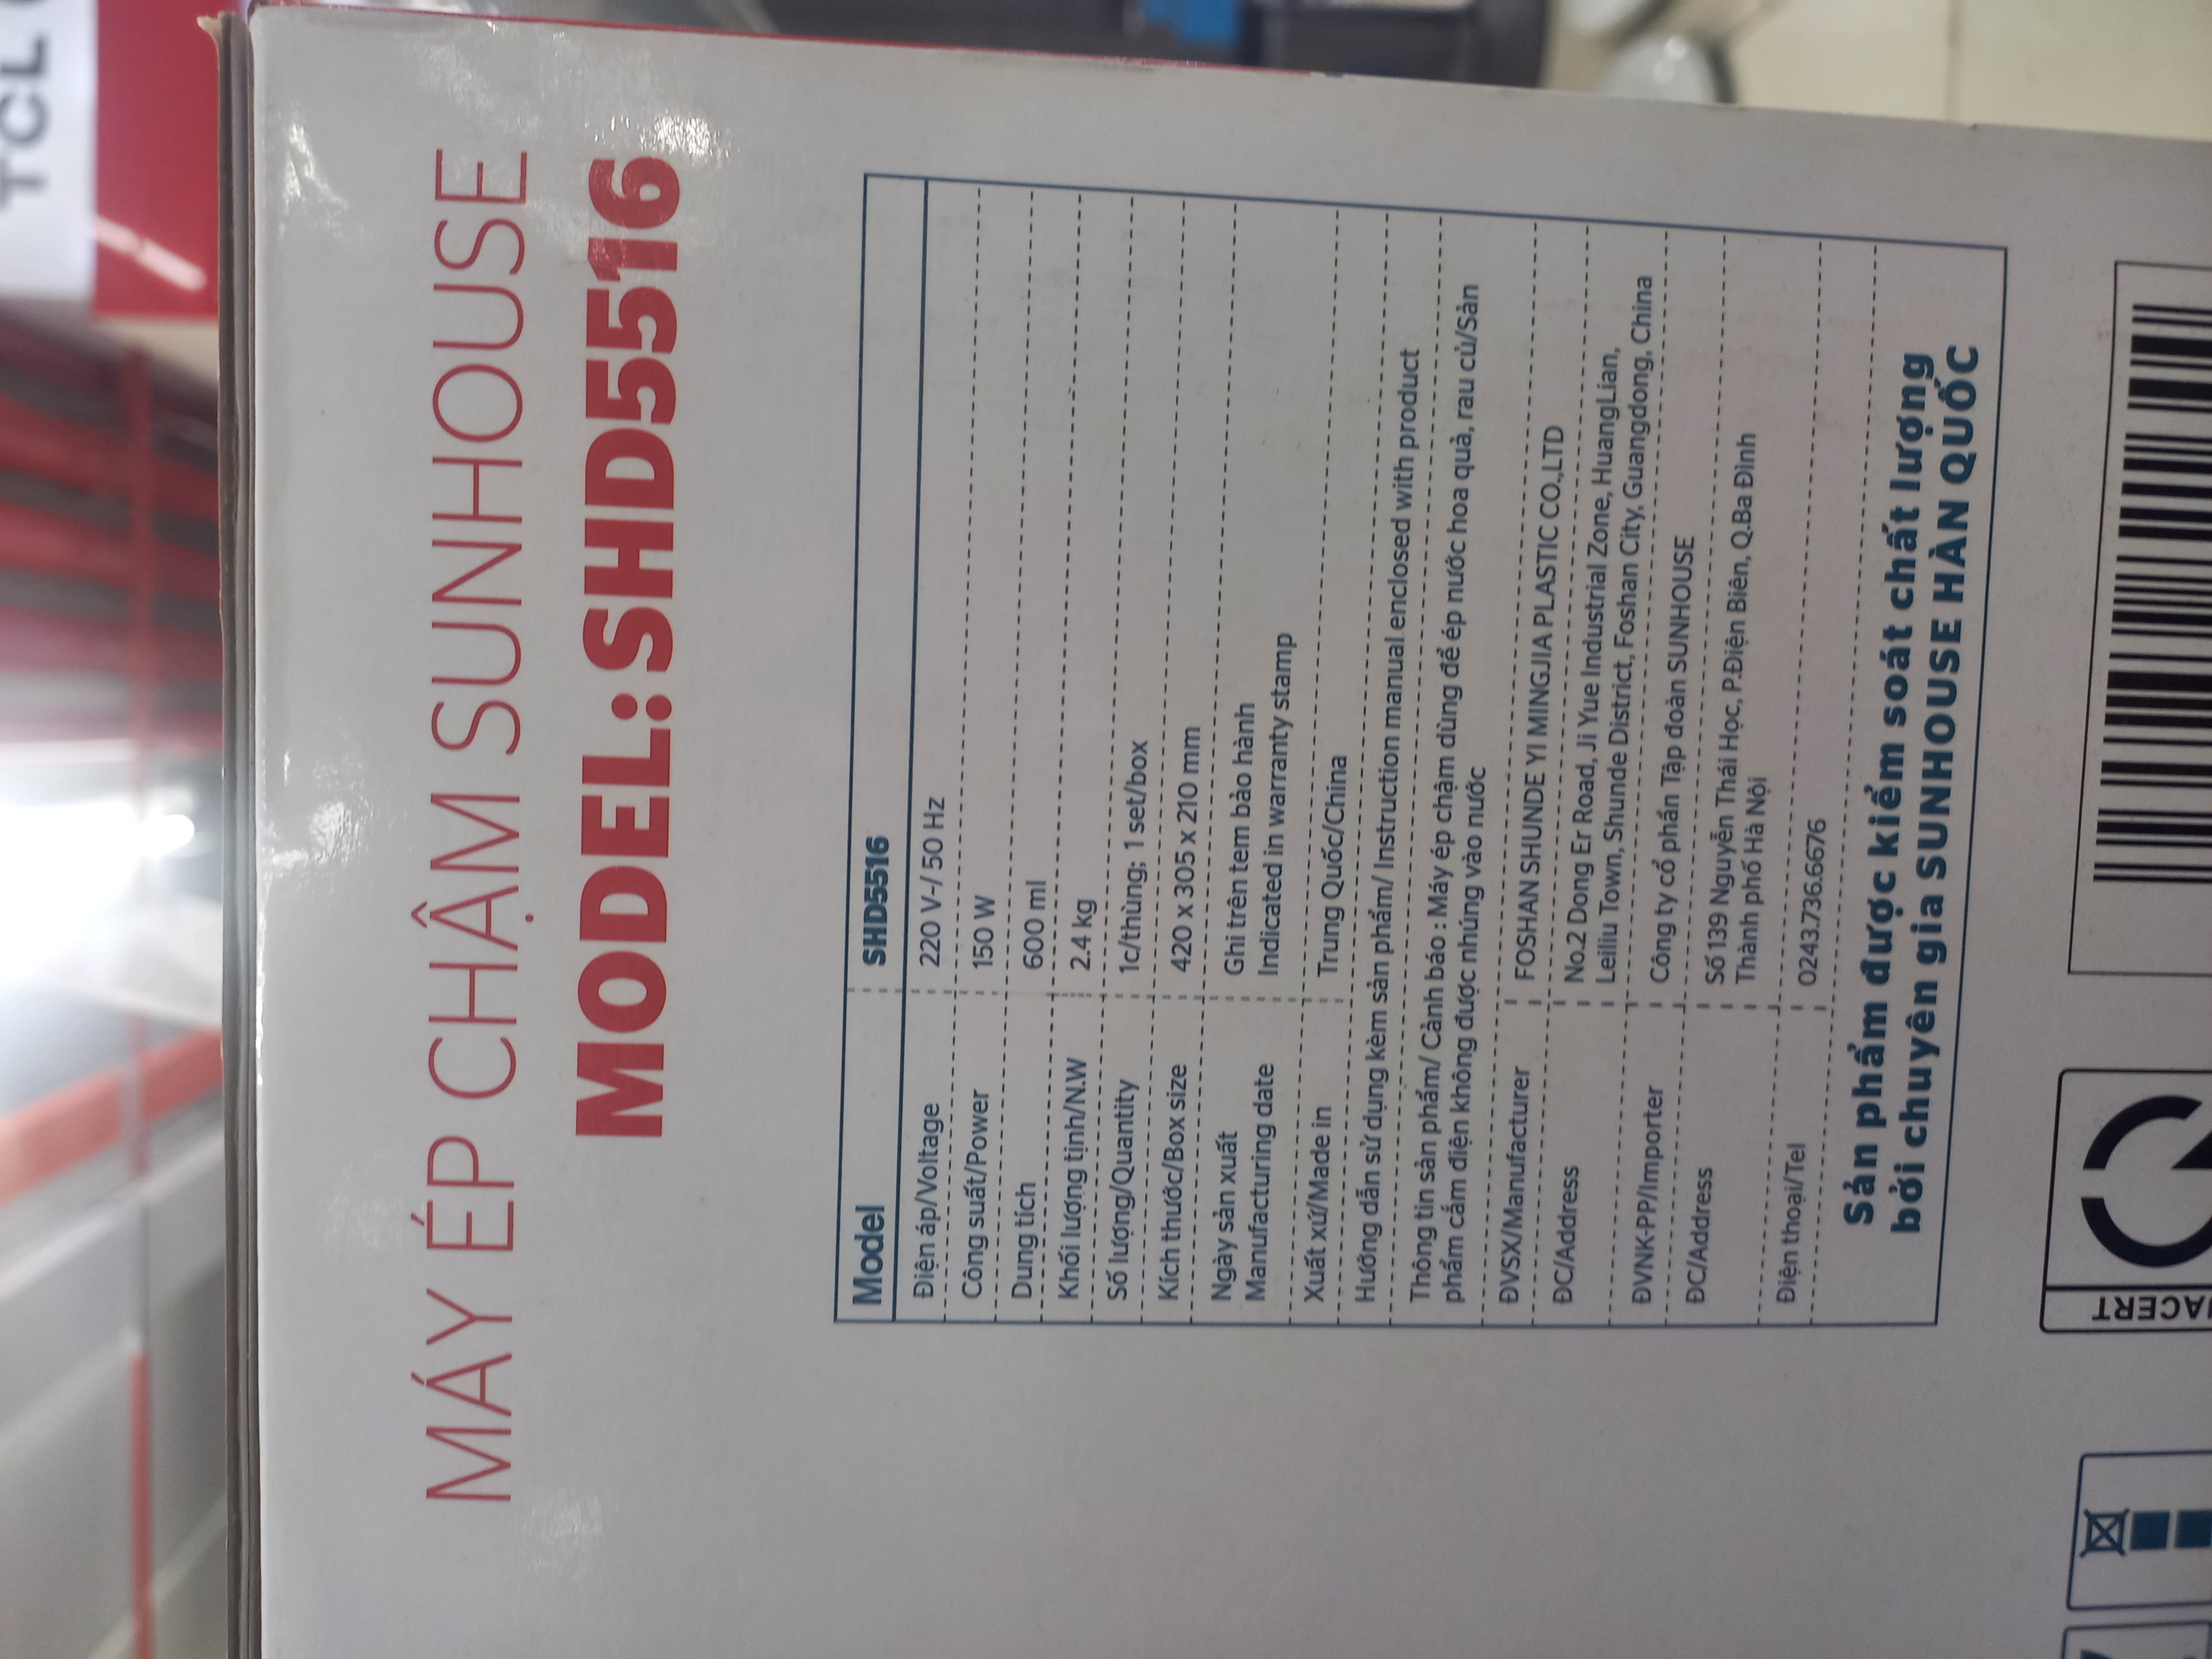 TCL
MÁY ÉP CHẬM SUNHOUSE
MODEL: SHD5516
Model SHD5516
Điện áp/Voltage 220 V~/ 50 Hz
Công suất/Power 150 W
Dung tích 600 ml
Khối lượng tịnh/N.W 2.4 kg
Số lượng/Quantity 1c/thùng; 1 set/box
Kích thước/Box size 420 x 305 x 210 mm
Ngày sản xuất Ghi trên tem bảo hành
Manufacturing date Indicated in warranty stamp
Xuất xứ/Made in Trung Quốc/China
Hướng dẫn sử dụng kèm sản phẩm/ Instruction manual enclosed with product
Thông tin sản phẩm/ Cảnh báo : Máy ép chậm dùng để ép nước hoa quả, rau củ/Sản
phẩm cắm điện không được nhúng vào nước
ĐVSX/Manufacturer FOSHAN SHUNDE YI MINGJIA PLASTIC CO.,LTD
ĐC/Address No.2 Dong Er Road, Ji Yue Industrial Zone, HuangLian,
Leiliu Town, Shunde District, Foshan City, Guangdong, China
ĐVNK-PP/Importer Công ty cổ phần Tập đoàn SUNHOUSE
ĐC/Address Số 139 Nguyễn Thái Học, P.Điện Biên, Q.Ba Đình
Thành phố Hà Nội
Điện thoại/Tel 0243.736.6676
Sản phẩm được kiểm soát chất lượng
bởi chuyên gia SUNHOUSE HÀN QUỐC